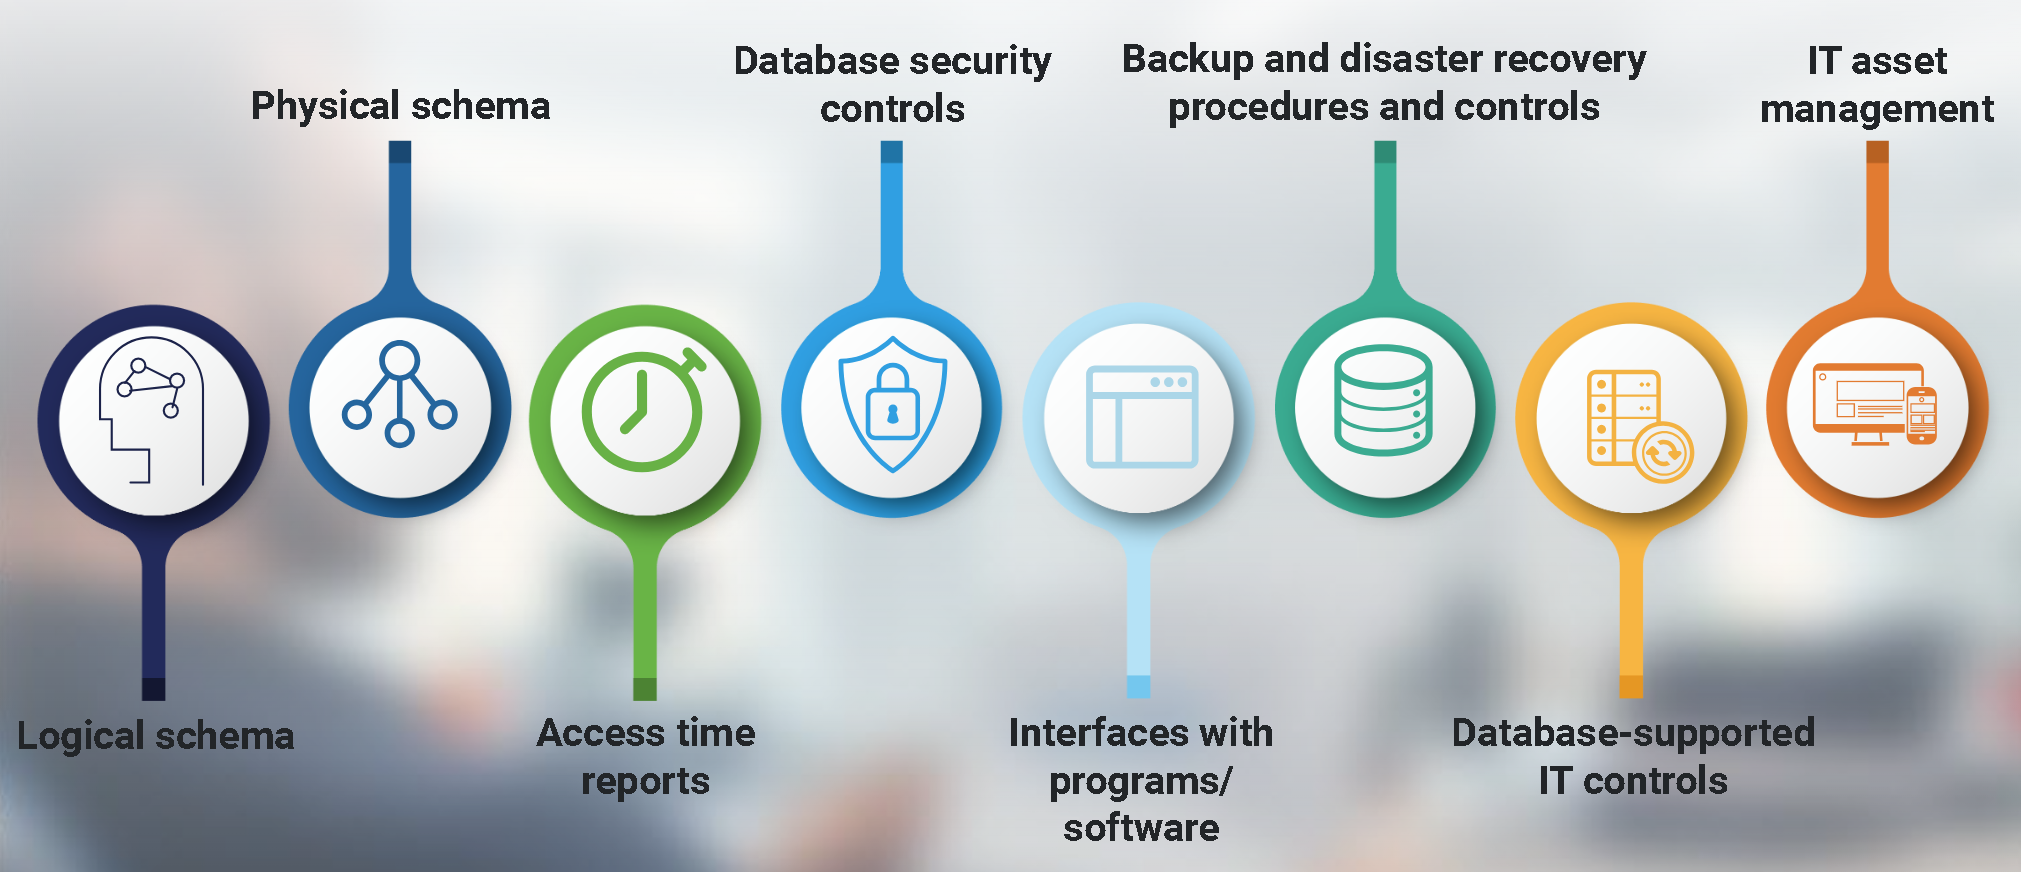 Logical schema
Physical schema
Access time
reports
Database security
controls
Interfaces with
programs/
software
Backup and disaster recovery
procedures and controls
Database-supported
IT controls
IT asset
management